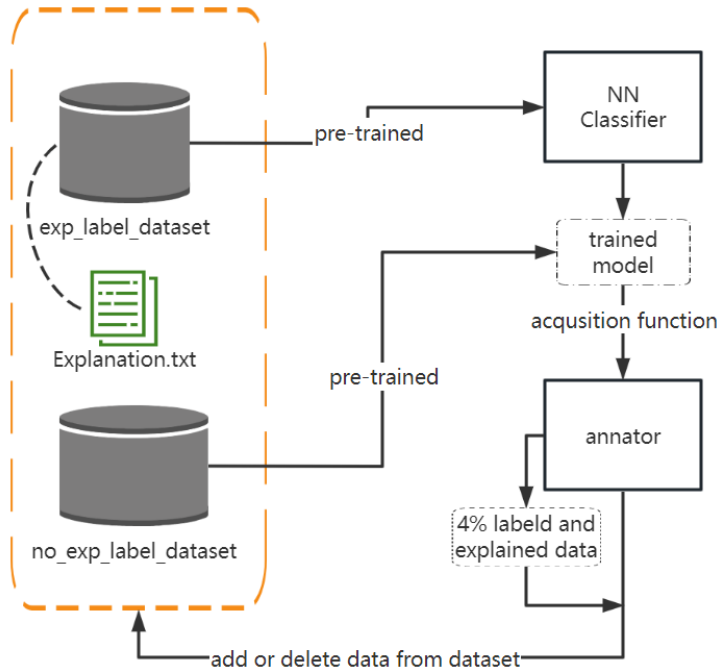 NN
Classifier
pre-trained
exp_label_dataset
trained
model
acqusition function
Explanation.txt
pre-trained
annator
4% labeld and
explained data
no_exp_label_dataset
add or delete data from dataset